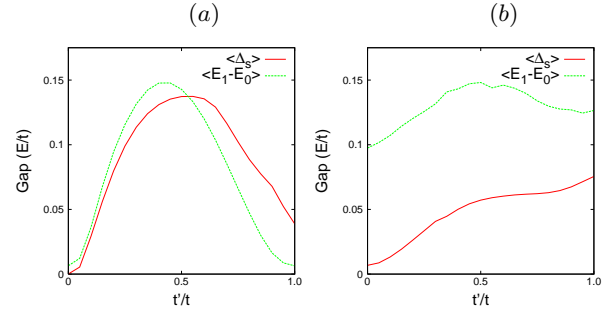 (a)
<Δs>
<E1-E0>
Gap (E/t)
0.15
0.1
0.05
0
0
0.5
1.0
t'/t
(b)
<Δs>
<E1-E0>
Gap (E/t)
0.15
0.1
0.05
0
0
0.5
1.0
t'/t